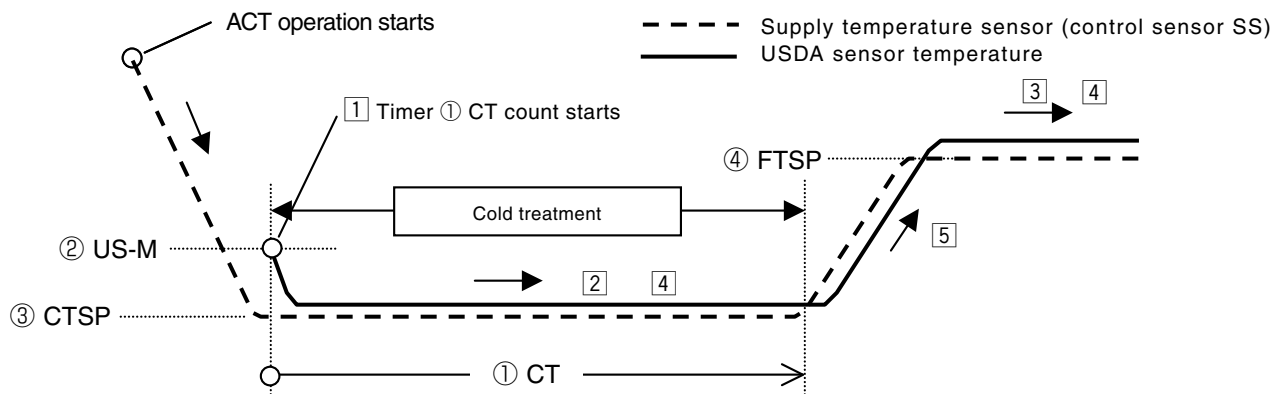 ACT operation starts
Supply temperature sensor (control sensor SS)
USDA sensor temperature
1 Timer ① CT count starts
3 4
④ FTSP
Cold treatment
5
② US-M
2 4
③ CTSP
① CT